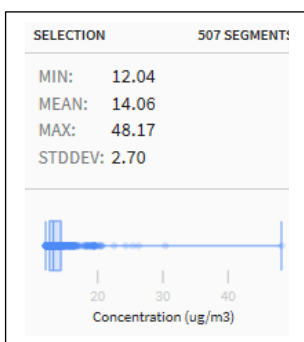 SELECTION 507 SEGMENTS
MIN: 12.04
MEAN: 14.06
MAX: 48.17
STDDEV: 2.70
20 30 40
Concentration (ug/m3)